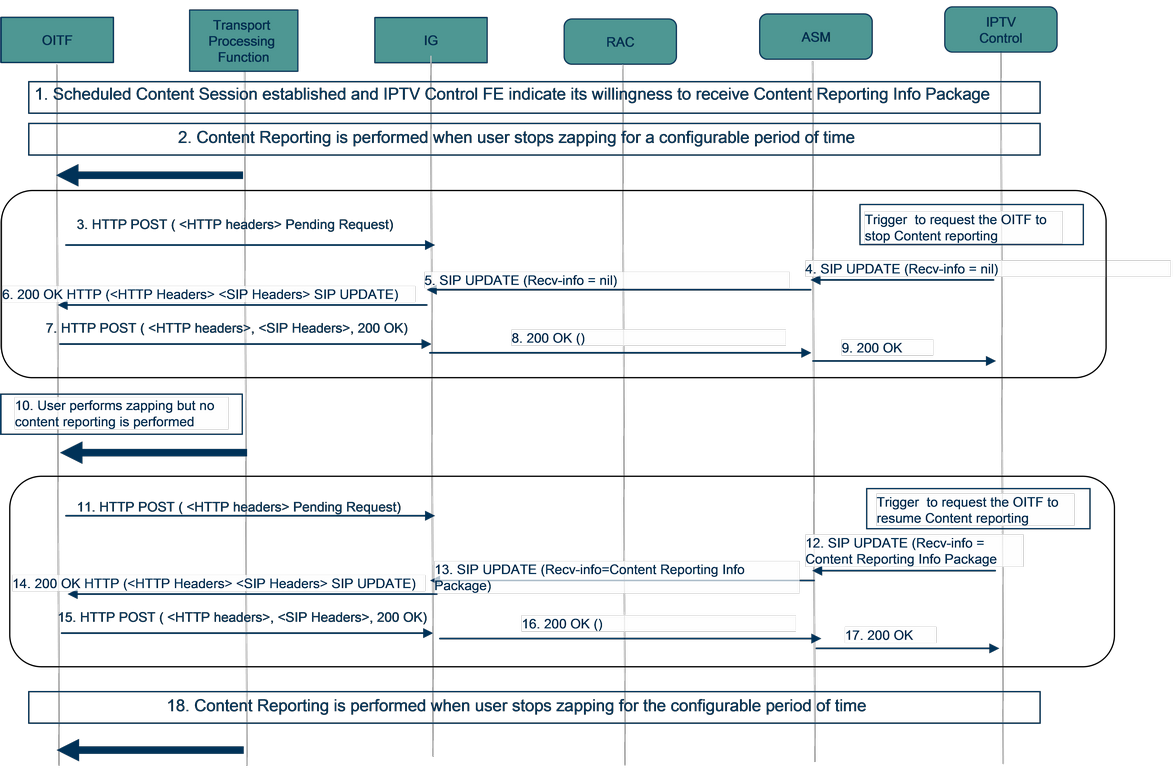 OITF
Transport
Processing
Function
IG
RAC
ASM
IPTV
Control
1. Scheduled Content Session established and IPTV Control FE indicate its willingness to receive Content Reporting Info Package
2. Content Reporting is performed when user stops zapping for a configurable period of time
3. HTTP POST ( <HTTP headers> Pending Request)
Trigger to request the OITF to
stop Content reporting
4. SIP UPDATE (Recv-info = nil)
5. SIP UPDATE (Recv-info = nil)
6. 200 OK HTTP (<HTTP Headers> <SIP Headers> SIP UPDATE)
7. HTTP POST ( <HTTP headers>, <SIP Headers>, 200 OK)
8. 200 OK ()
9. 200 OK
10. User performs zapping but no
content reporting is performed
11. HTTP POST ( <HTTP headers> Pending Request)
Trigger to request the OITF to
resume Content reporting
12. SIP UPDATE (Recv-info =
Content Reporting Info Package
13. SIP UPDATE (Recv-info=Content Reporting Info
Package)
14. 200 OK HTTP (<HTTP Headers> <SIP Headers> SIP UPDATE)
15. HTTP POST ( <HTTP headers>, <SIP Headers>, 200 OK)
16. 200 OK ()
17. 200 OK
18. Content Reporting is performed when user stops zapping for the configurable period of time